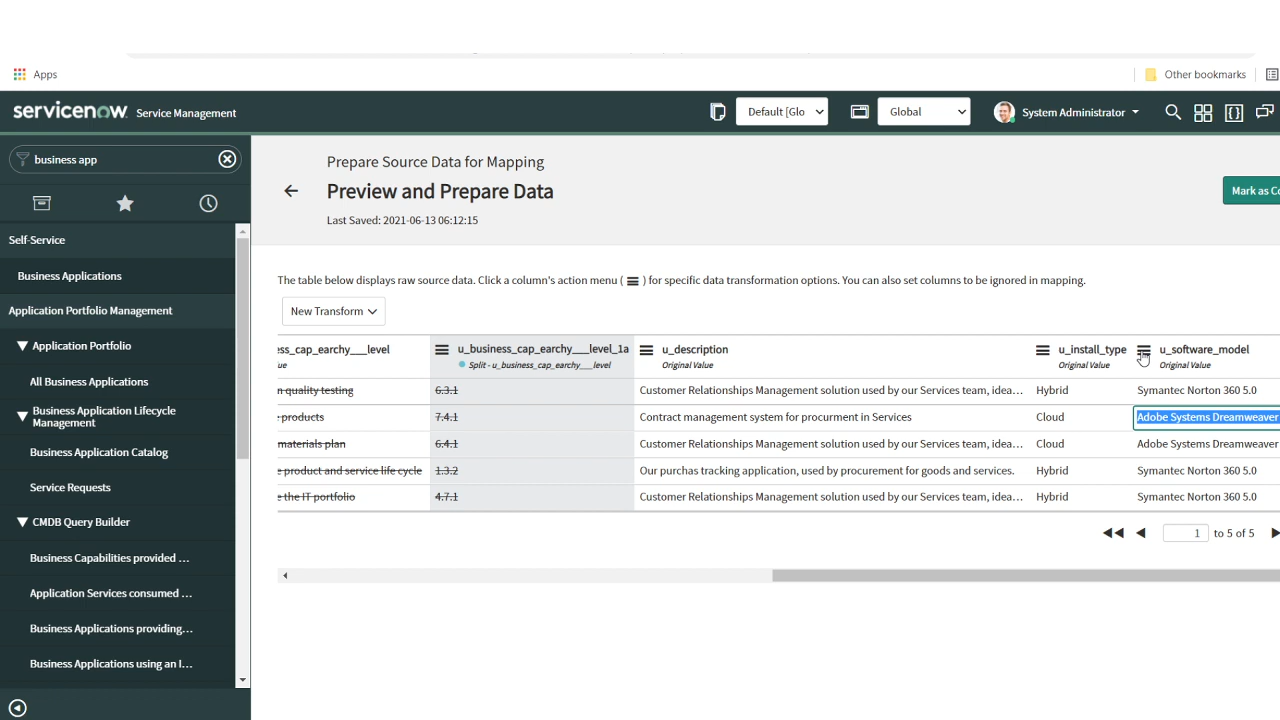 Apps
Other bookmarks
servicenow Service Management
Default [Glo
Global
System Administrator
business app
Self-Service
Business Applications
Application Portfolio Management
Application Portfolio
All Business Applications
Business Application Lifecycle
Management
Business Application Catalog
Service Requests
CMDB Query Builder
Business Capabilities provided ...
Application Services consumed ...
Business Applications providing...
Business Applications using an I...
Prepare Source Data for Mapping
Preview and Prepare Data
Last Saved: 2021-06-13 06:12:15
Mark as Co
The table below displays raw source data. Click a column's action menu ( ) for specific data transformation options. You can also set columns to be ignored in mapping.
New Transform
ss_cap_earchy___level u_business_cap_earchy___level_1a u_description u_install_type u_software_model
ue Split - u_business_cap_earchy___level Original Value Original Value Original Value
n quality testing 6.3.1 Customer Relationships Management solution used by our Services team, idea... Hybrid Symantec Norton 360 5.0
products 7.4.1 Contract management system for procurment in Services Cloud Adobe Systems Dreamweaver
materials plan 6.4.1 Customer Relationships Management solution used by our Services team, idea... Cloud Adobe Systems Dreamweaver
e product and service life cycle 1.3.2 Our purchas tracking application, used by procurement for goods and services. Hybrid Symantec Norton 360 5.0
e the IT portfolio 4.7.1 Customer Relationships Management solution used by our Services team, idea... Hybrid Symantec Norton 360 5.0
1 to 5 of 5